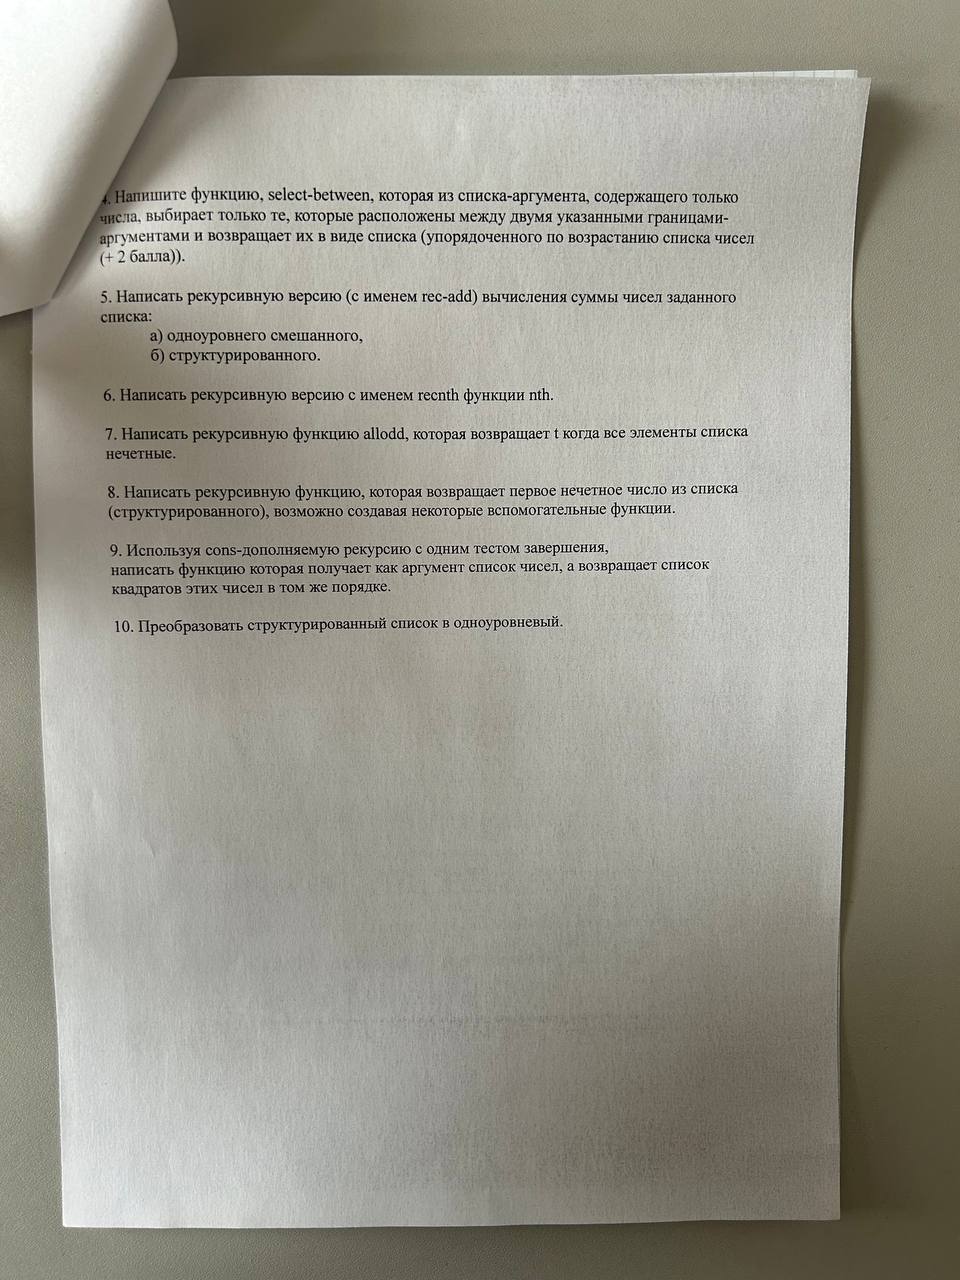 4. Напишите функцию, select-between, которая из списка-аргумента, содержащего только
числа, выбирает только те, которые расположены между двумя указанными границами-
аргументами и возвращает их в виде списка (упорядоченного по возрастанию списка чисел
(+ 2 балла)).
5. Написать рекурсивную версию (с именем rec-add) вычисления суммы чисел заданного
списка:
а) одноуровнего смешанного,
б) структурированного.
6. Написать рекурсивную версию с именем recnth функции nth.
7. Написать рекурсивную функцию allodd, которая возвращает t когда все элементы списка
нечетные.
8. Написать рекурсивную функцию, которая возвращает первое нечетное число из списка
(структурированного), возможно создавая некоторые вспомогательные функции.
9. Используя cons-дополняемую рекурсию с одним тестом завершения,
написать функцию которая получает как аргумент список чисел, а возвращает список
квадратов этих чисел в том же порядке.
10. Преобразовать структурированный список в одноуровневый.